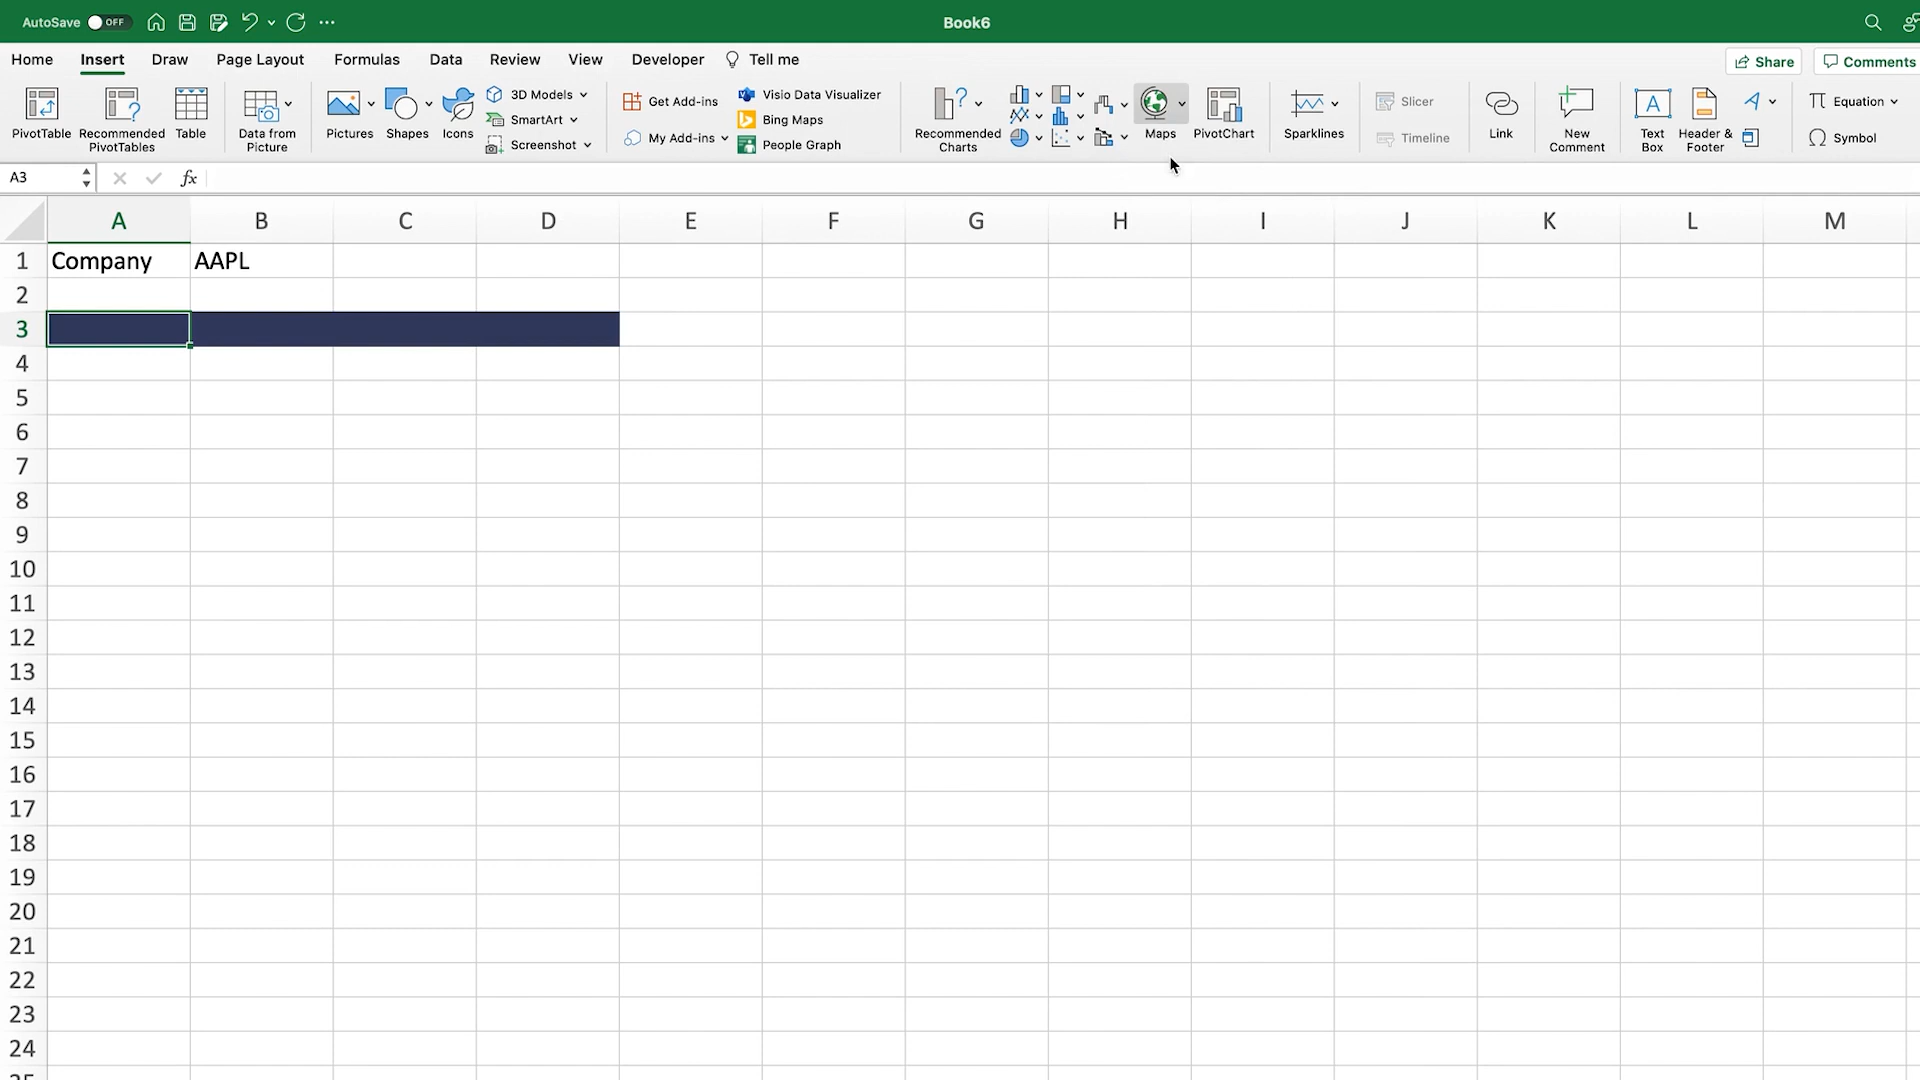 AutoSave OFF Book6
Home Insert Draw Page Layout Formulas Data Review View Developer Tell me Share Comments
PivotTable
Recommended
PivotTables
Table
Data from
Picture
Pictures
Shapes
Icons
3D Models
SmartArt
Screenshot
Get Add-ins
My Add-ins
Visio Data Visualizer
Bing Maps
People Graph
Recommended
Charts
Maps
PivotChart
Sparklines
Slicer
Timeline
Link
New
Comment
Text
Box
Header &
Footer
Equation
Symbol
A3 fx
A B C D E F G H I J K L M
1 Company AAPL
2
3
4
5
6
7
8
9
10
11
12
13
14
15
16
17
18
19
20
21
22
23
24
25